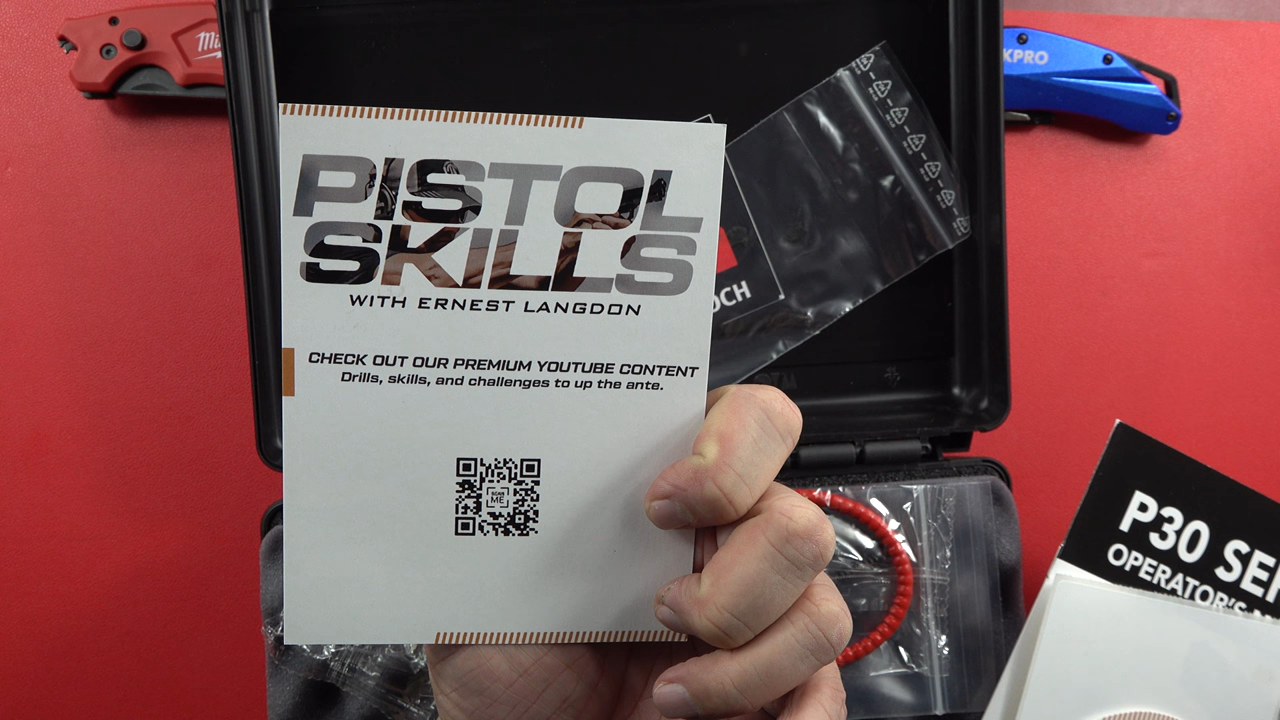 PISTOL
SKILLS
WITH ERNEST LANGDON
CHECK OUT OUR PREMIUM YOUTUBE CONTENT
Drills, skills, and challenges to up the ante.
SCAN
ME
KPRO
OCH
P30 SE
OPERATOR'S